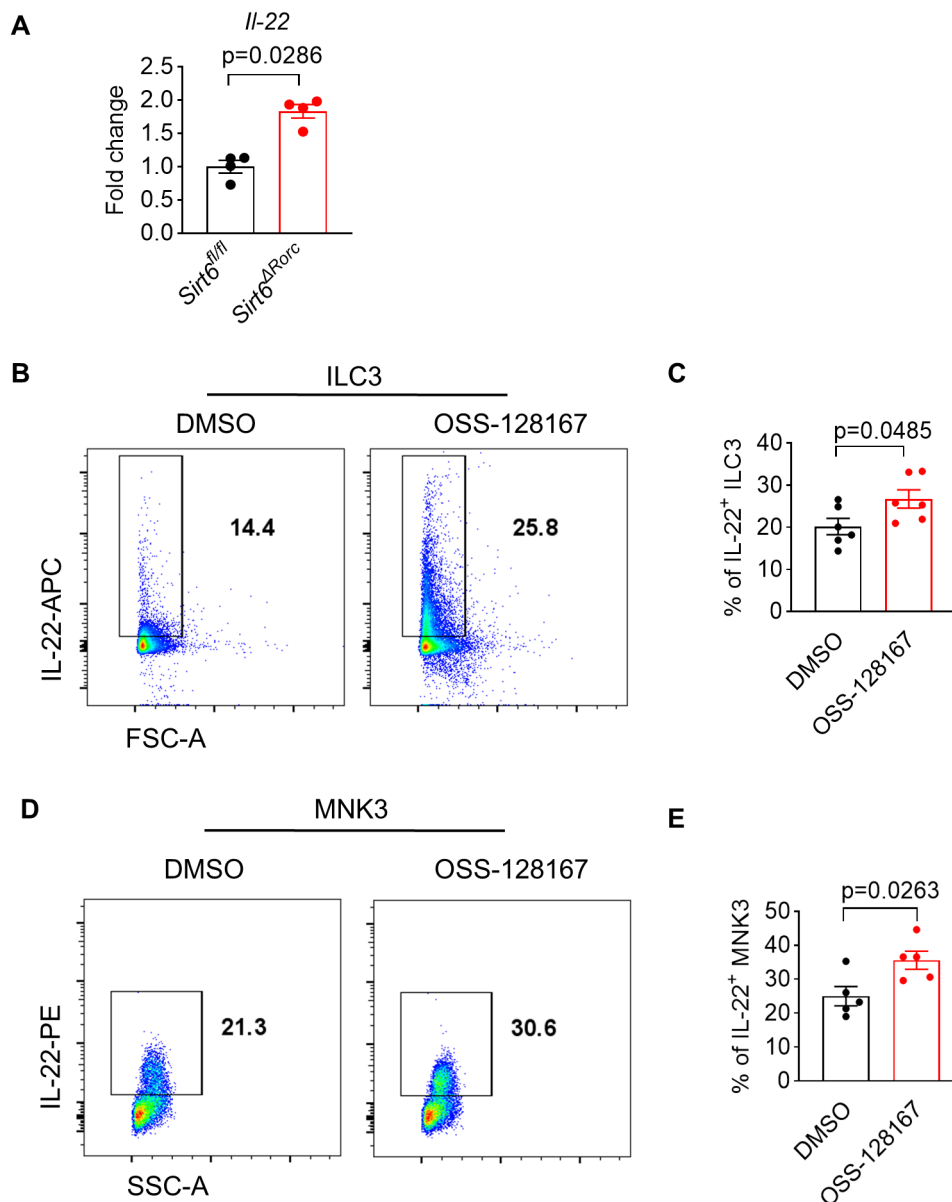 A
Il-22
p=0.0286
Fold change
2.5
2.0
1.5
1.0
0.5
0.0
Sirt6fl/fl
Sirt6ΔRorc
B
ILC3
DMSO
OSS-128167
14.4
25.8
IL-22-APC
FSC-A
C
p=0.0485
% of IL-22+ ILC3
40
30
20
10
0
DMSO
OSS-128167
D
MNK3
DMSO
OSS-128167
21.3
30.6
IL-22-PE
SSC-A
E
p=0.0263
% of IL-22+ MNK3
50
40
30
20
10
0
DMSO
OSS-128167